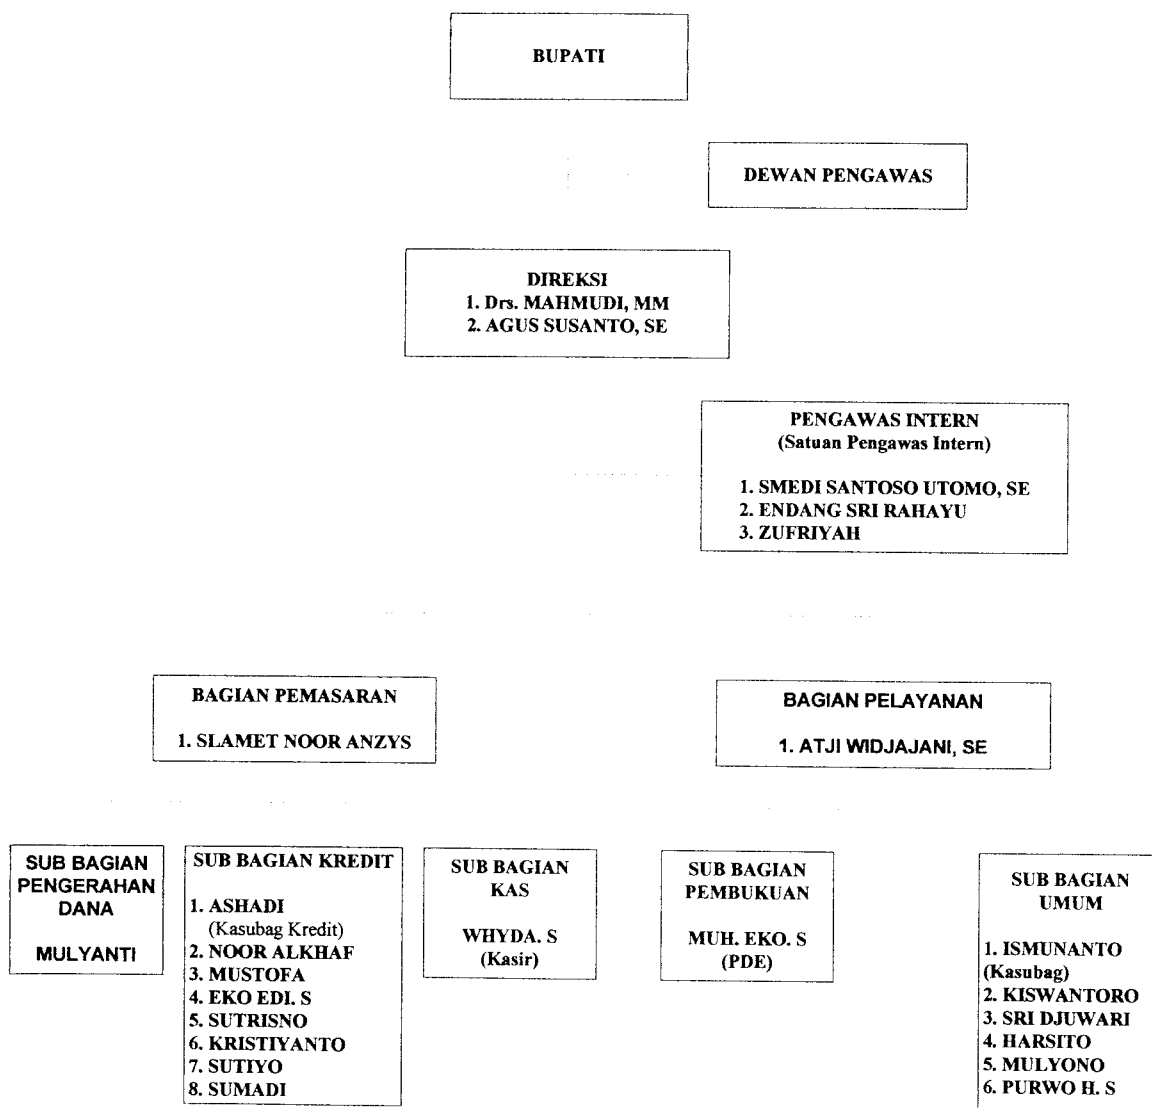 BUPATI
DEWAN PENGAWAS
DIREKSI
1. Drs. MAHMUDI, MM
2. AGUS SUSANTO, SE
PENGAWAS INTERN
(Satuan Pengawas Intern)
1. SMEDI SANTOSO UTOMO, SE
2. ENDANG SRI RAHAYU
3. ZUFRIYAH
BAGIAN PEMASARAN
1. SLAMET NOOR ANZYS
BAGIAN PELAYANAN
1. ATJI WIDJAJANI, SE
SUB BAGIAN
PENGERAHAN
DANA
MULYANTI
SUB BAGIAN KREDIT
1. ASHADI
(Kasubag Kredit)
2. NOOR ALKHAF
3. MUSTOFA
4. EKO EDI. S
5. SUTRISNO
6. KRISTIYANTO
7. SUTIYO
8. SUMADI
SUB BAGIAN
KAS
WHYDA. S
(Kasir)
SUB BAGIAN
PEMBUKUAN
MUH. EKO. S
(PDE)
SUB BAGIAN
UMUM
1. ISMUNANTO
(Kasubag)
2. KISWANTORO
3. SRI DJUWARI
4. HARSITO
5. MULYONO
6. PURWO H. S